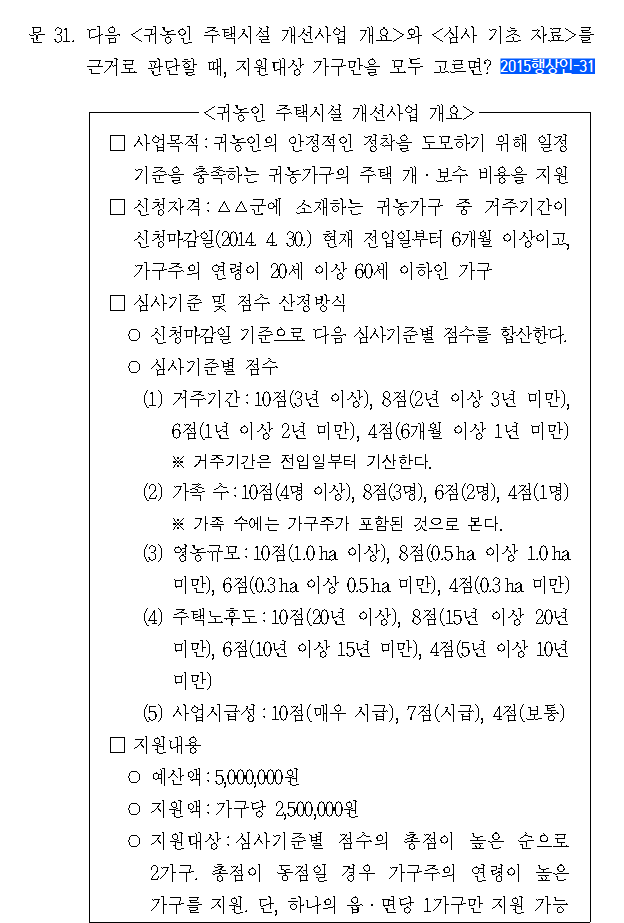 문 31. 다음 <귀농인 주택시설 개선사업 개요>와 <심사 기초 자료>를
근거로 판단할 때, 지원대상 가구만을 모두 고르면? 2015행상인-31
<귀농인 주택시설 개선사업 개요>
□ 사업목적 : 귀농인의 안정적인 정착을 도모하기 위해 일정
기준을 충족하는 귀농가구의 주택 개·보수 비용을 지원
□ 신청자격 : △△군에 소재하는 귀농가구 중 거주기간이
신청마감일(2014. 4. 30.) 현재 전입일부터 6개월 이상이고,
가구주의 연령이 20세 이상 60세 이하인 가구
□ 심사기준 및 점수 산정방식
○ 신청마감일 기준으로 다음 심사기준별 점수를 합산한다.
○ 심사기준별 점수
(1) 거주기간 : 10점(3년 이상), 8점(2년 이상 3년 미만),
6점(1년 이상 2년 미만), 4점(6개월 이상 1년 미만)
※ 거주기간은 전입일부터 기산한다.
(2) 가족 수 : 10점(4명 이상), 8점(3명), 6점(2명), 4점(1명)
※ 가족 수에는 가구주가 포함된 것으로 본다.
(3) 영농규모 : 10점(1.0 ha 이상), 8점(0.5 ha 이상 1.0 ha
미만), 6점(0.3 ha 이상 0.5 ha 미만), 4점(0.3 ha 미만)
(4) 주택노후도 : 10점(20년 이상), 8점(15년 이상 20년
미만), 6점(10년 이상 15년 미만), 4점(5년 이상 10년
미만)
(5) 사업시급성 : 10점(매우 시급), 7점(시급), 4점(보통)
□ 지원내용
○ 예산액 : 5,000,000원
○ 지원액 : 가구당 2,500,000원
○ 지원대상 : 심사기준별 점수의 총점이 높은 순으로
2가구. 총점이 동점일 경우 가구주의 연령이 높은
가구를 지원. 단, 하나의 읍·면당 1가구만 지원 가능